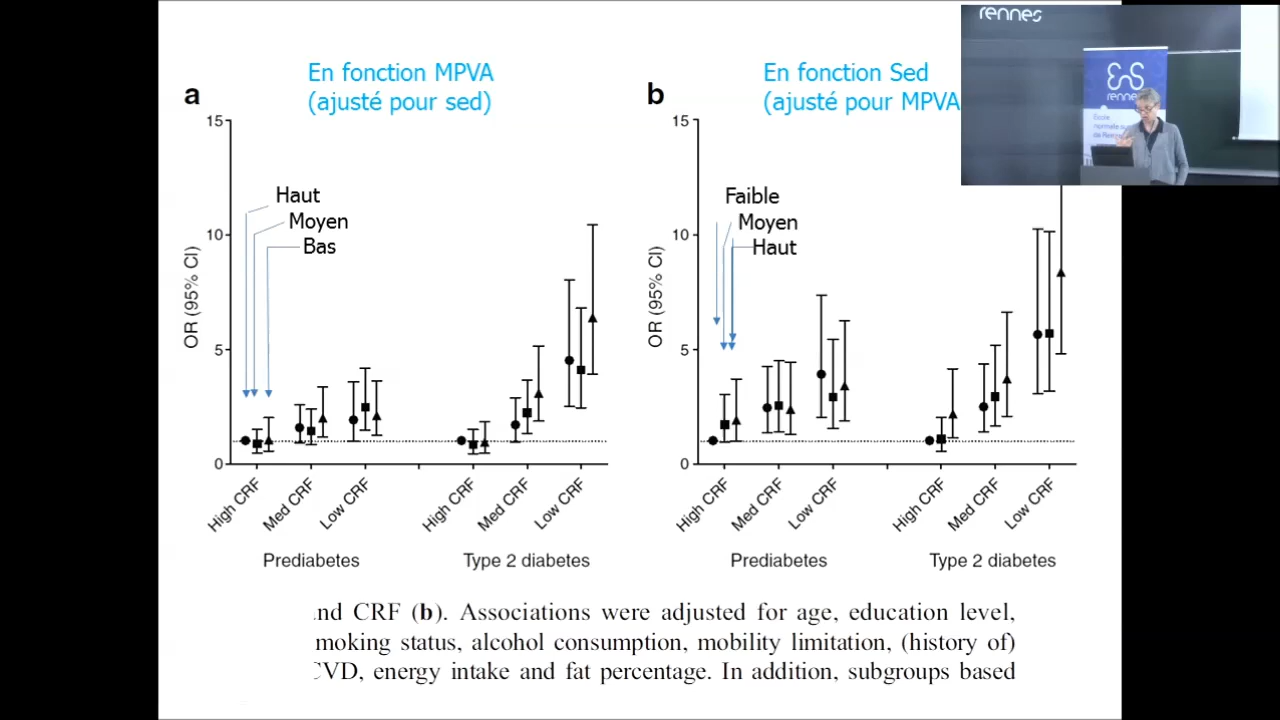 rennes
ENS
rennes
En fonction MPVA
(ajusté pour sed)
a
15
10
5
0
OR (95% CI)
Haut
Moyen
Bas
High CRF
Med CRF
Low CRF
High CRF
Med CRF
Low CRF
Prediabetes
Type 2 diabetes
En fonction Sed
(ajusté pour MPVA
b
15
10
5
0
OR (95% CI)
Faible
Moyen
Haut
High CRF
Med CRF
Low CRF
High CRF
Med CRF
Low CRF
Prediabetes
Type 2 diabetes
nd CRF (b). Associations were adjusted for age, education level,
moking status, alcohol consumption, mobility limitation, (history of)
CVD, energy intake and fat percentage. In addition, subgroups based